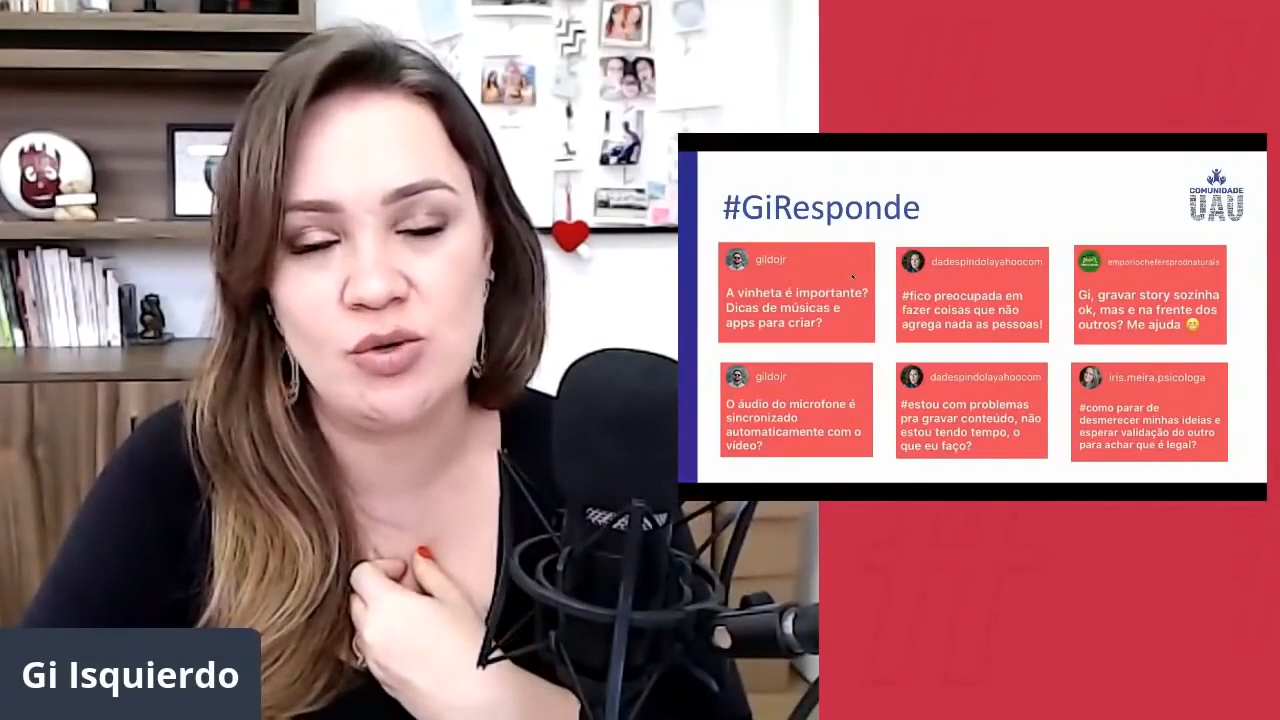 #GiResponde
COMUNIDADE
UAU
gildojr
A vinheta é importante?
Dicas de músicas e
apps para criar?
dadespindolayahoocom
#fico preocupada em
fazer coisas que não
agrega nada as pessoas!
emporiochefersprodnaturais
Gi, gravar story sozinha
ok, mas e na frente dos
outros? Me ajuda 😁
gildojr
O áudio do microfone é
sincronizado
automaticamente com o
vídeo?
dadespindolayahoocom
#estou com problemas
pra gravar conteúdo, não
estou tendo tempo, o
que eu faço?
iris.meira.psicologa
#como parar de
desmerecer minhas ideias e
esperar validação do outro
para achar que é legal?
Gi Isquierdo